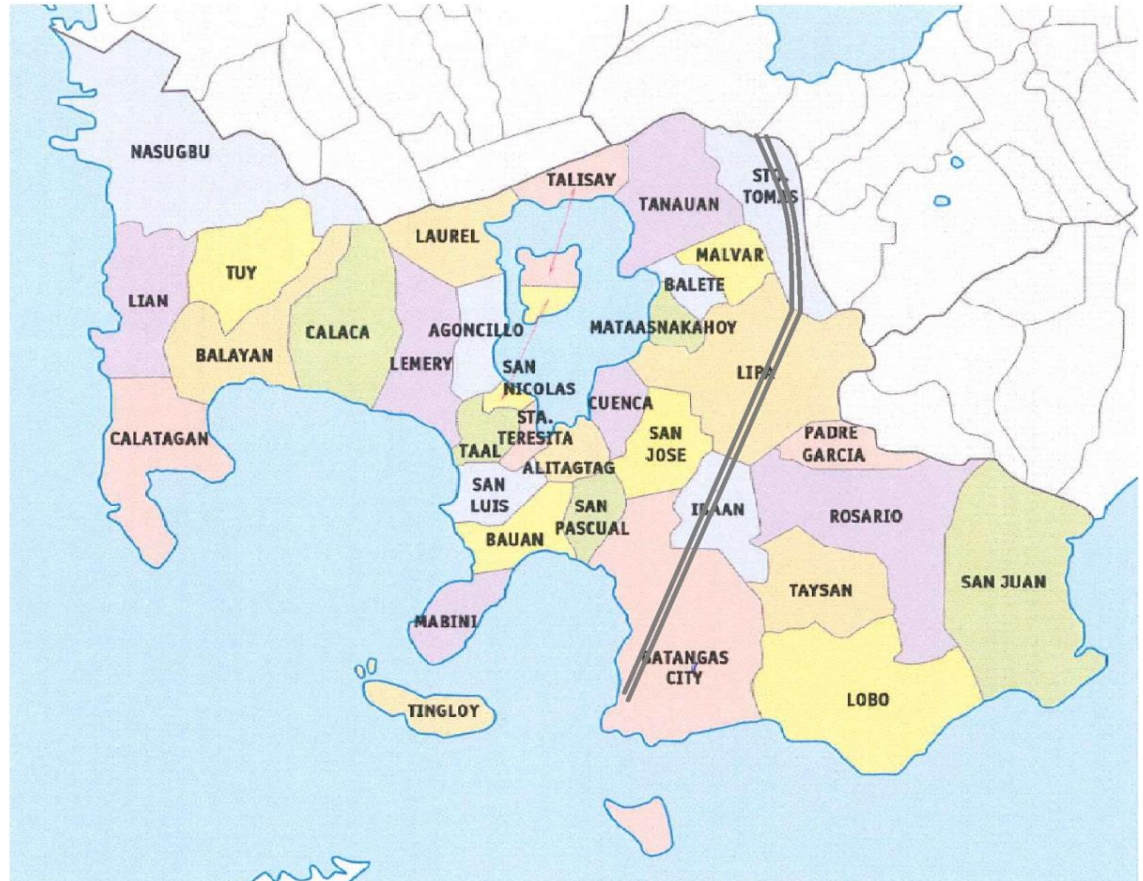 NASUGBU
TALISAY
STO.
TOMAS
TANAUAN
LAUREL
MALVAR
TUY
BALETE
LIAN
AGONCILLO
MATAASNAKAHOY
CALACA
BALAYAN
LEMERY
SAN
NICOLAS
LIPA
CUENCA
STA.
TERESITA
CALATAGAN
TAAL
SAN
JOSE
PADRE
GARCIA
ALITAGTAG
SAN
LUIS
SAN
PASCUAL
IBAAN
ROSARIO
BAUAN
TAYSAN
SAN JUAN
MABINI
BATANGAS
CITY
LOBO
TINGLOY